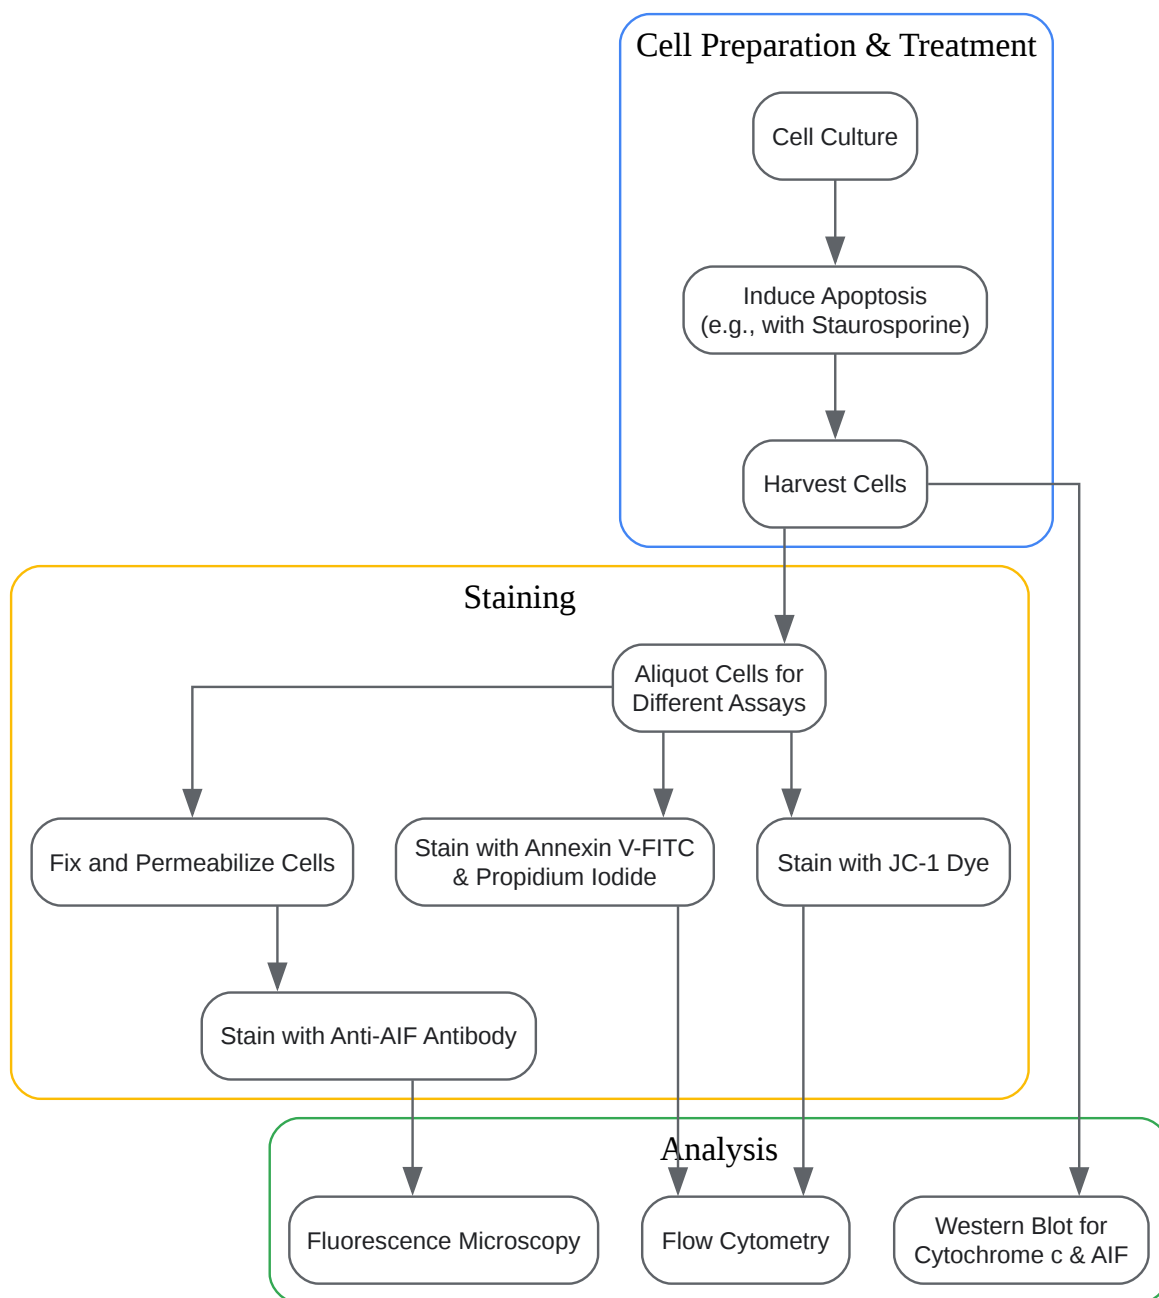 Cell Preparation & Treatment
Cell Culture
Induce Apoptosis
(e.g., with Staurosporine)
Harvest Cells
Staining
Aliquot Cells for
Different Assays
Fix and Permeabilize Cells
Stain with Annexin V-FITC
& Propidium Iodide
Stain with JC-1 Dye
Stain with Anti-AIF Antibody
Analysis
Fluorescence Microscopy
Flow Cytometry
Western Blot for
Cytochrome c & AIF